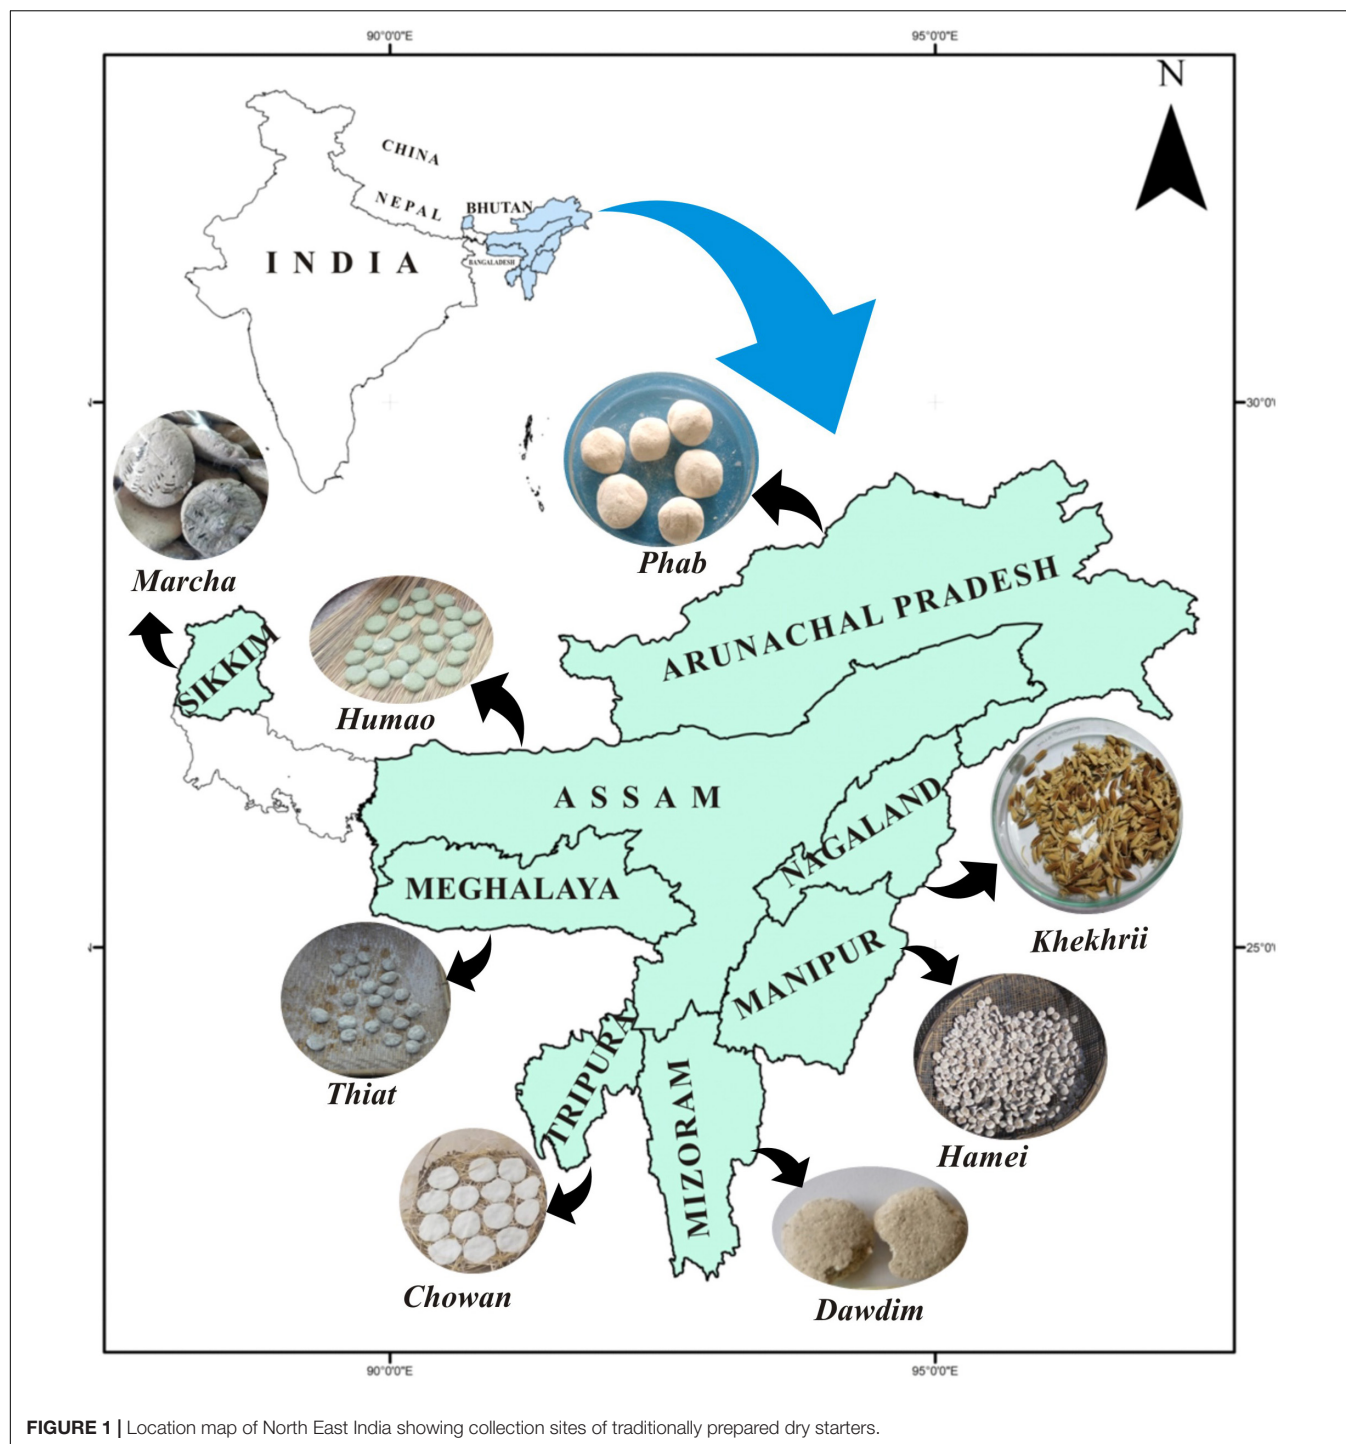 90°0'0"E
95°0'0"E
N
CHINA
NEPAL
BHUTAN
INDIA
BANGALADESH
30°0'
Phab
Marcha
ARUNACHAL PRADESH
SIKKIM
Humao
ASSAM
NAGALAND
MEGHALAYA
Khekhrii
25°0'
MANIPUR
TRIPURA
Thiat
MIZORAM
Hamei
Chowan
Dawdim
90°0'0"E
95°0'0"E
FIGURE 1 | Location map of North East India showing collection sites of traditionally prepared dry starters.